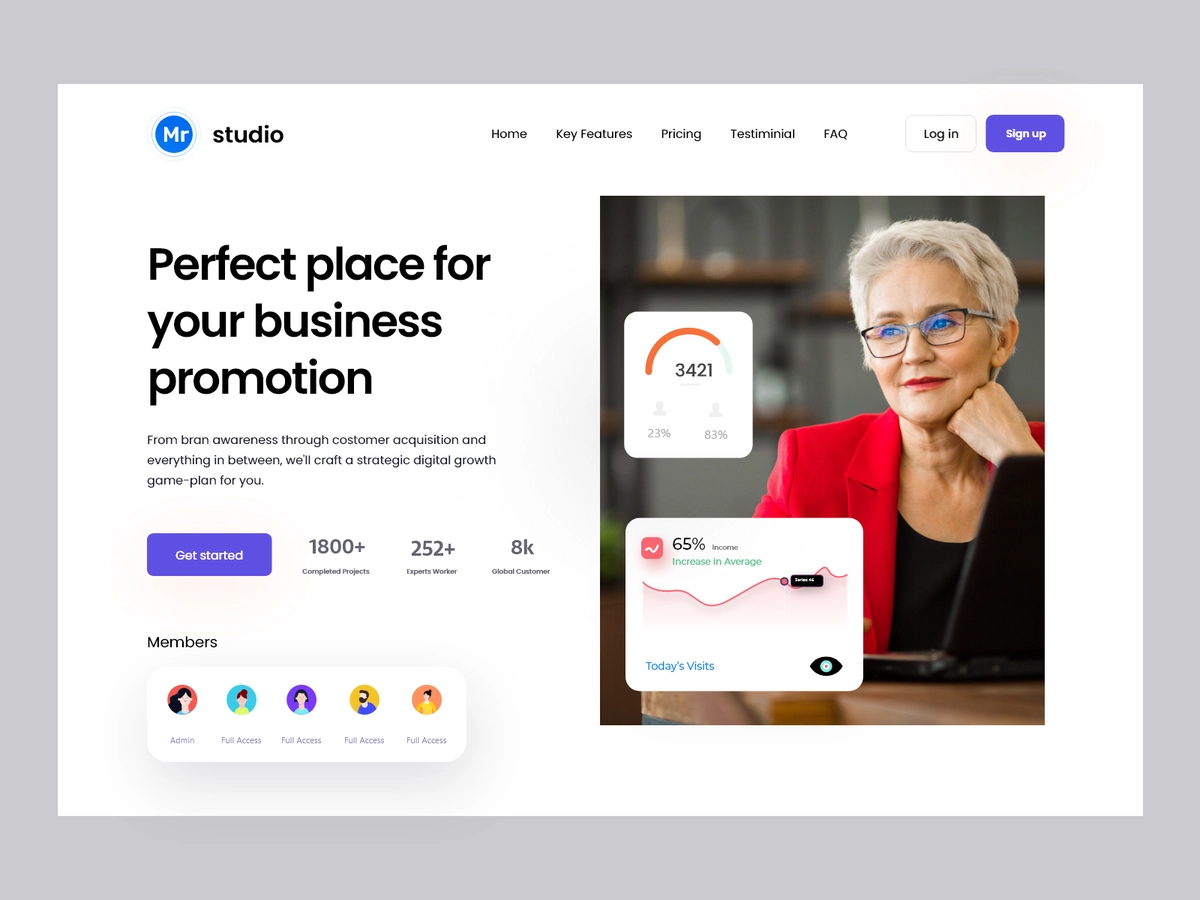 Mr studio
Home Key Features Pricing Testiminial FAQ Log in Sign up
Perfect place for
your business
promotion
From bran awareness through costomer acquisition and
everything in between, we'll craft a strategic digital growth
game-plan for you.
Get started
1800+ 252+ 8k
Completed Projects Experts Worker Global Customer
Members
Admin Full Access Full Access Full Access Full Access
3421
23% 83%
65% Income
Increase in Average
Series: 46
Today's Visits